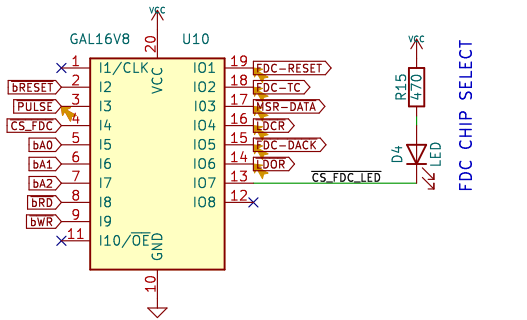 VCC
GAL16V8 U10
20
VCC
1 I1/CLK IO1 19 FDC-RESET
bRESET 2 I2 IO2 18 FDC-TC
PULSE 3 I3 IO3 17 MSR-DATA
CS_FDC 4 I4 IO4 16 LDCR
bA0 5 I5 IO5 15 FDC-DACK
bA1 6 I6 IO6 14 LDOR
bA2 7 I7 IO7 13 CS_FDC_LED
bRD 8 I8 IO8 12
bWR 9 I9
11 I10/OE
GND
10
VCC
R15
470
D4
LED
FDC CHIP SELECT